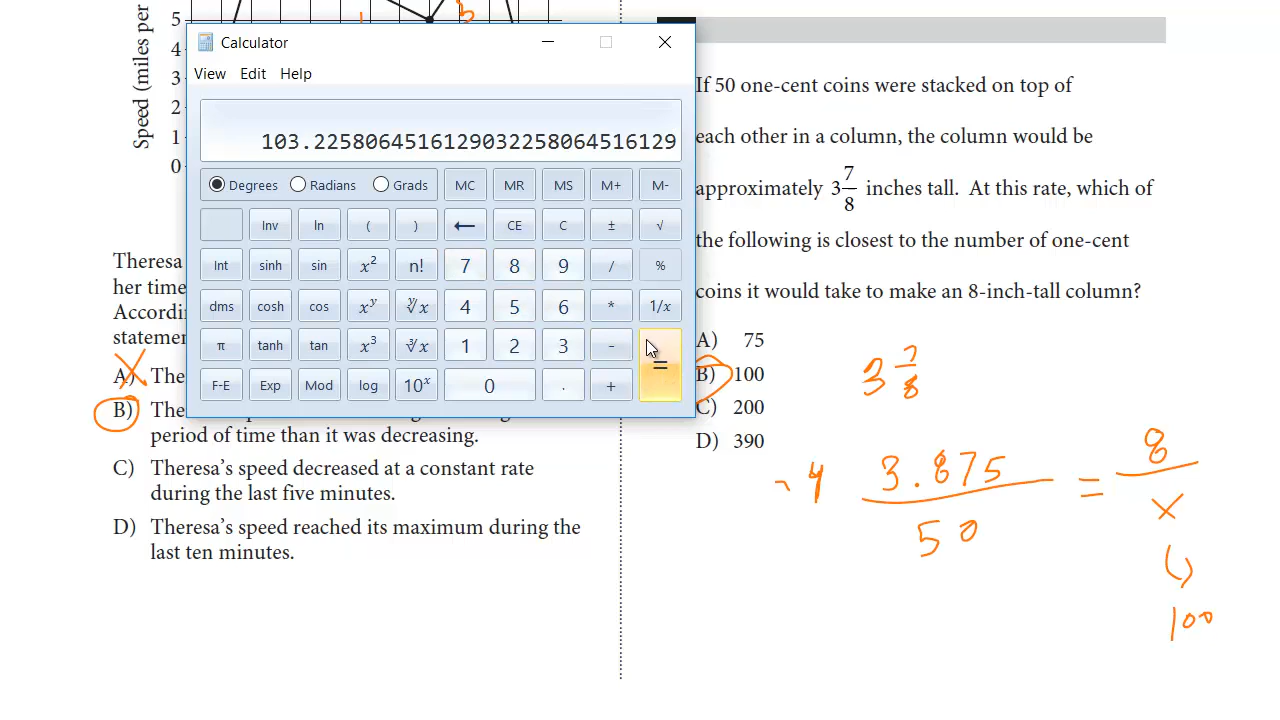 Speed (miles per
5
4
3
2
1
0
1
3
Calculator
View Edit Help
103.2258064516129032258064516129
Degrees Radians Grads MC MR MS M+ M-
Inv ln ( ) ← CE C ± √
Int sinh sin x² n! 7 8 9 / %
dms cosh cos xʸ ʸ√x 4 5 6 * 1/x
π tanh tan x³ ³√x 1 2 3 - =
F-E Exp Mod log 10ˣ 0 . +
Theresa
her time
Accordin
statemen
A) The
B) The
period of time than it was decreasing.
C) Theresa's speed decreased at a constant rate
during the last five minutes.
D) Theresa's speed reached its maximum during the
last ten minutes.
If 50 one-cent coins were stacked on top of
each other in a column, the column would be
approximately 3 7/8 inches tall. At this rate, which of
the following is closest to the number of one-cent
coins it would take to make an 8-inch-tall column?
A) 75
B) 100
C) 200
D) 390
3 7/8
~4 3.875/50 = 8/x
100